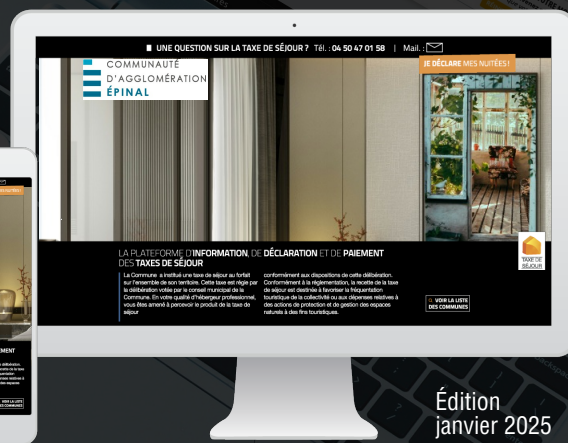 UNE QUESTION SUR LA TAXE DE SÉJOUR ? Tél. : 04 50 47 01 58 | Mail. :
COMMUNAUTÉ
D'AGGLOMÉRATION
ÉPINAL
JE DÉCLARE MES NUITÉES !
LA PLATEFORME D'INFORMATION, DE DÉCLARATION ET DE PAIEMENT
DES TAXES DE SÉJOUR
La Commune a institué une taxe de séjour au forfait
sur l'ensemble de son territoire. Cette taxe est régie par
la délibération votée par le conseil municipal de la
Commune. En votre qualité d'hébergeur professionnel,
vous êtes amené à percevoir le produit de la taxe de
séjour
conformément aux dispositions de cette délibération.
Conformément à la réglementation, la recette de la taxe
de séjour est destinée à favoriser la fréquentation
touristique de la collectivité ou aux dépenses relatives à
des actions de protection et de gestion des espaces
naturels à des fins touristiques.
TAXE DE
SÉJOUR
VOIR LA LISTE
DES COMMUNES
VOIR LA LISTE
DES COMMUNES
Édition
janvier 2025